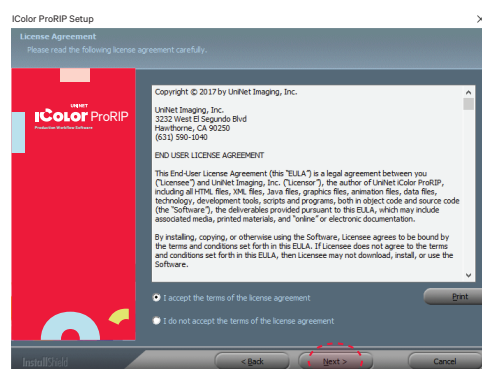 IColor ProRIP Setup
License Agreement
Please read the following license agreement carefully.
UNINET
IColor ProRIP
Production Workflow Software
Copyright © 2017 by UniNet Imaging, Inc.
UniNet Imaging, Inc.
3232 West El Segundo Blvd
Hawthorne, CA 90250
(631) 590-1040
END USER LICENSE AGREEMENT
This End-User License Agreement (this "EULA") is a legal agreement between you
("Licensee") and UniNet Imaging, Inc. ("Licensor"), the author of UniNet iColor ProRIP,
including all HTML files, XML files, Java files, graphics files, animation files, data files,
technology, development tools, scripts and programs, both in object code and source code
(the "Software"), the deliverables provided pursuant to this EULA, which may include
associated media, printed materials, and "online" or electronic documentation.
By installing, copying, or otherwise using the Software, Licensee agrees to be bound by
the terms and conditions set forth in this EULA. If Licensee does not agree to the terms
and conditions set forth in this EULA, then Licensee may not download, install, or use the
Software.
I accept the terms of the license agreement
Print
I do not accept the terms of the license agreement
InstallShield
< Back
Next >
Cancel